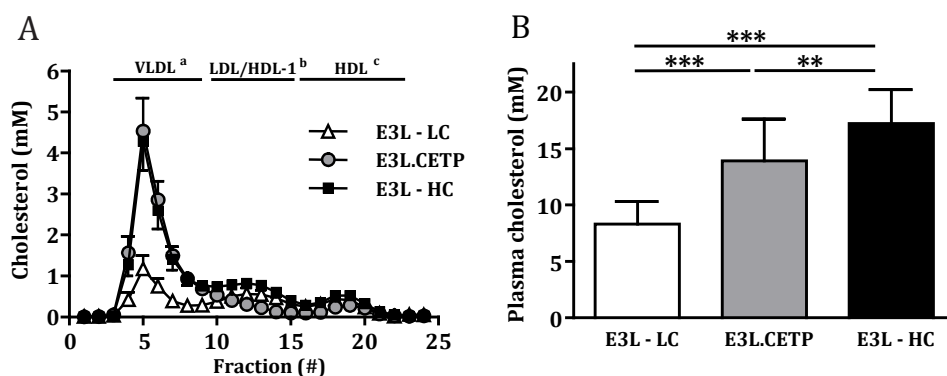 A
VLDL a
LDL/HDL-1 b
HDL c
6
5
4
3
2
1
0
Cholesterol (mM)
E3L - LC
E3L.CETP
E3L - HC
0
5
10
15
20
25
Fraction (#)
B
***
***
**
20
15
10
5
0
Plasma cholesterol (mM)
E3L - LC
E3L.CETP
E3L - HC